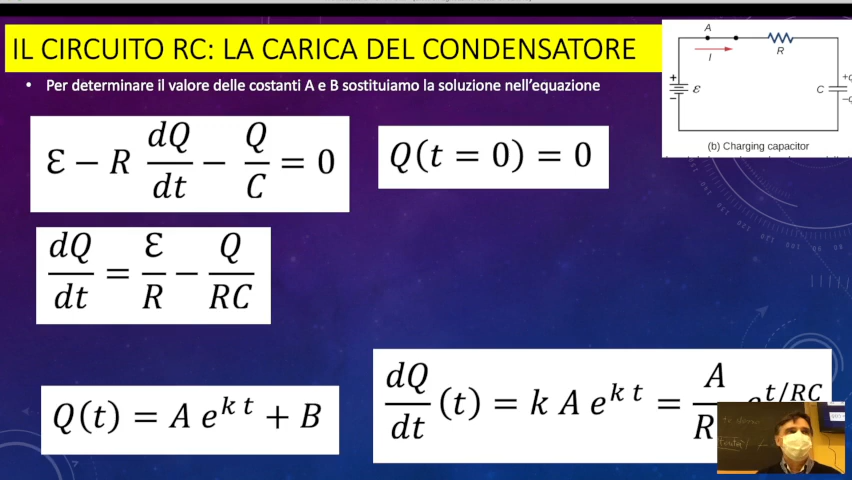 IL CIRCUITO RC: LA CARICA DEL CONDENSATORE
• Per determinare il valore delle costanti A e B sostituiamo la soluzione nell'equazione
ℇ − R dQ/dt − Q/C = 0
Q(t = 0) = 0
A
I
R
+
−
ε
C
+q
−q
(b) Charging capacitor
dQ/dt = ℇ/R − Q/RC
Q(t) = A e^{k t} + B
dQ/dt (t) = k A e^{k t} = A/R e^{t/RC}